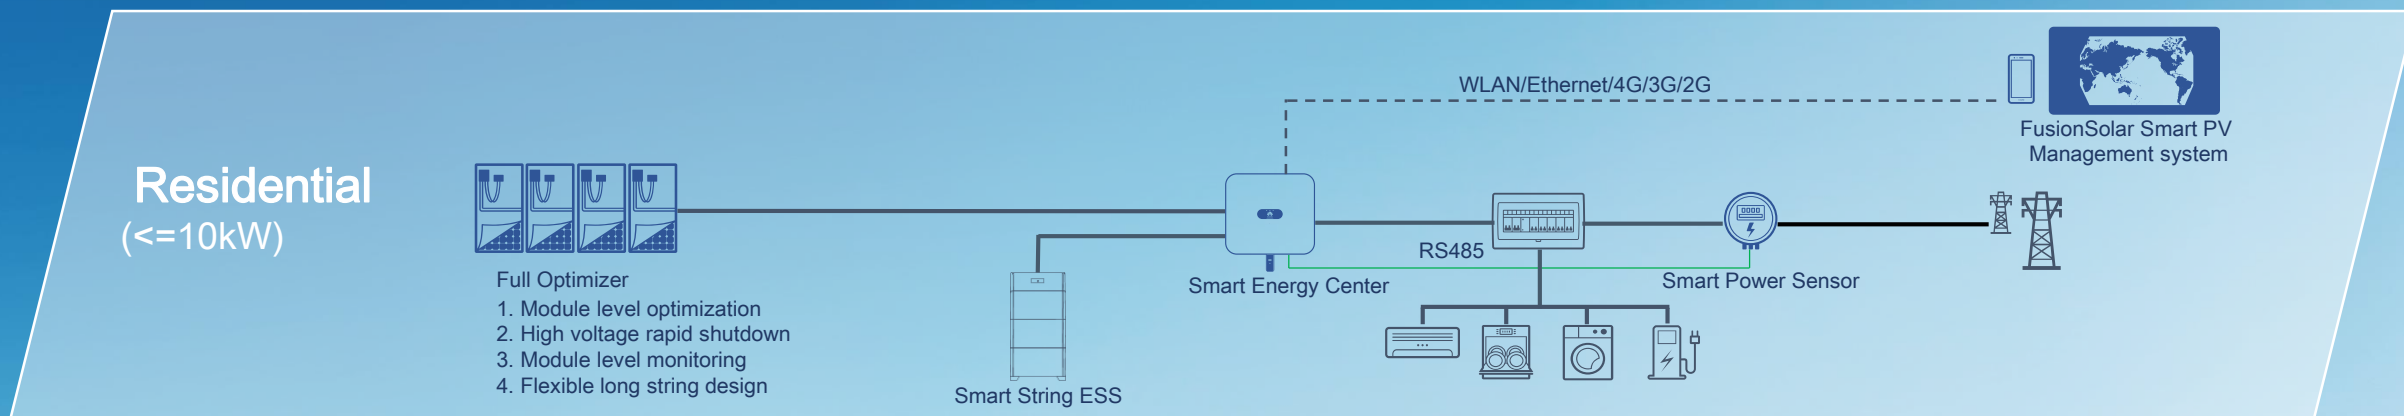 Residential
(<=10kW)
Full Optimizer
1. Module level optimization
2. High voltage rapid shutdown
3. Module level monitoring
4. Flexible long string design
Smart String ESS
Smart Energy Center
WLAN/Ethernet/4G/3G/2G
RS485
Smart Power Sensor
FusionSolar Smart PV
Management system